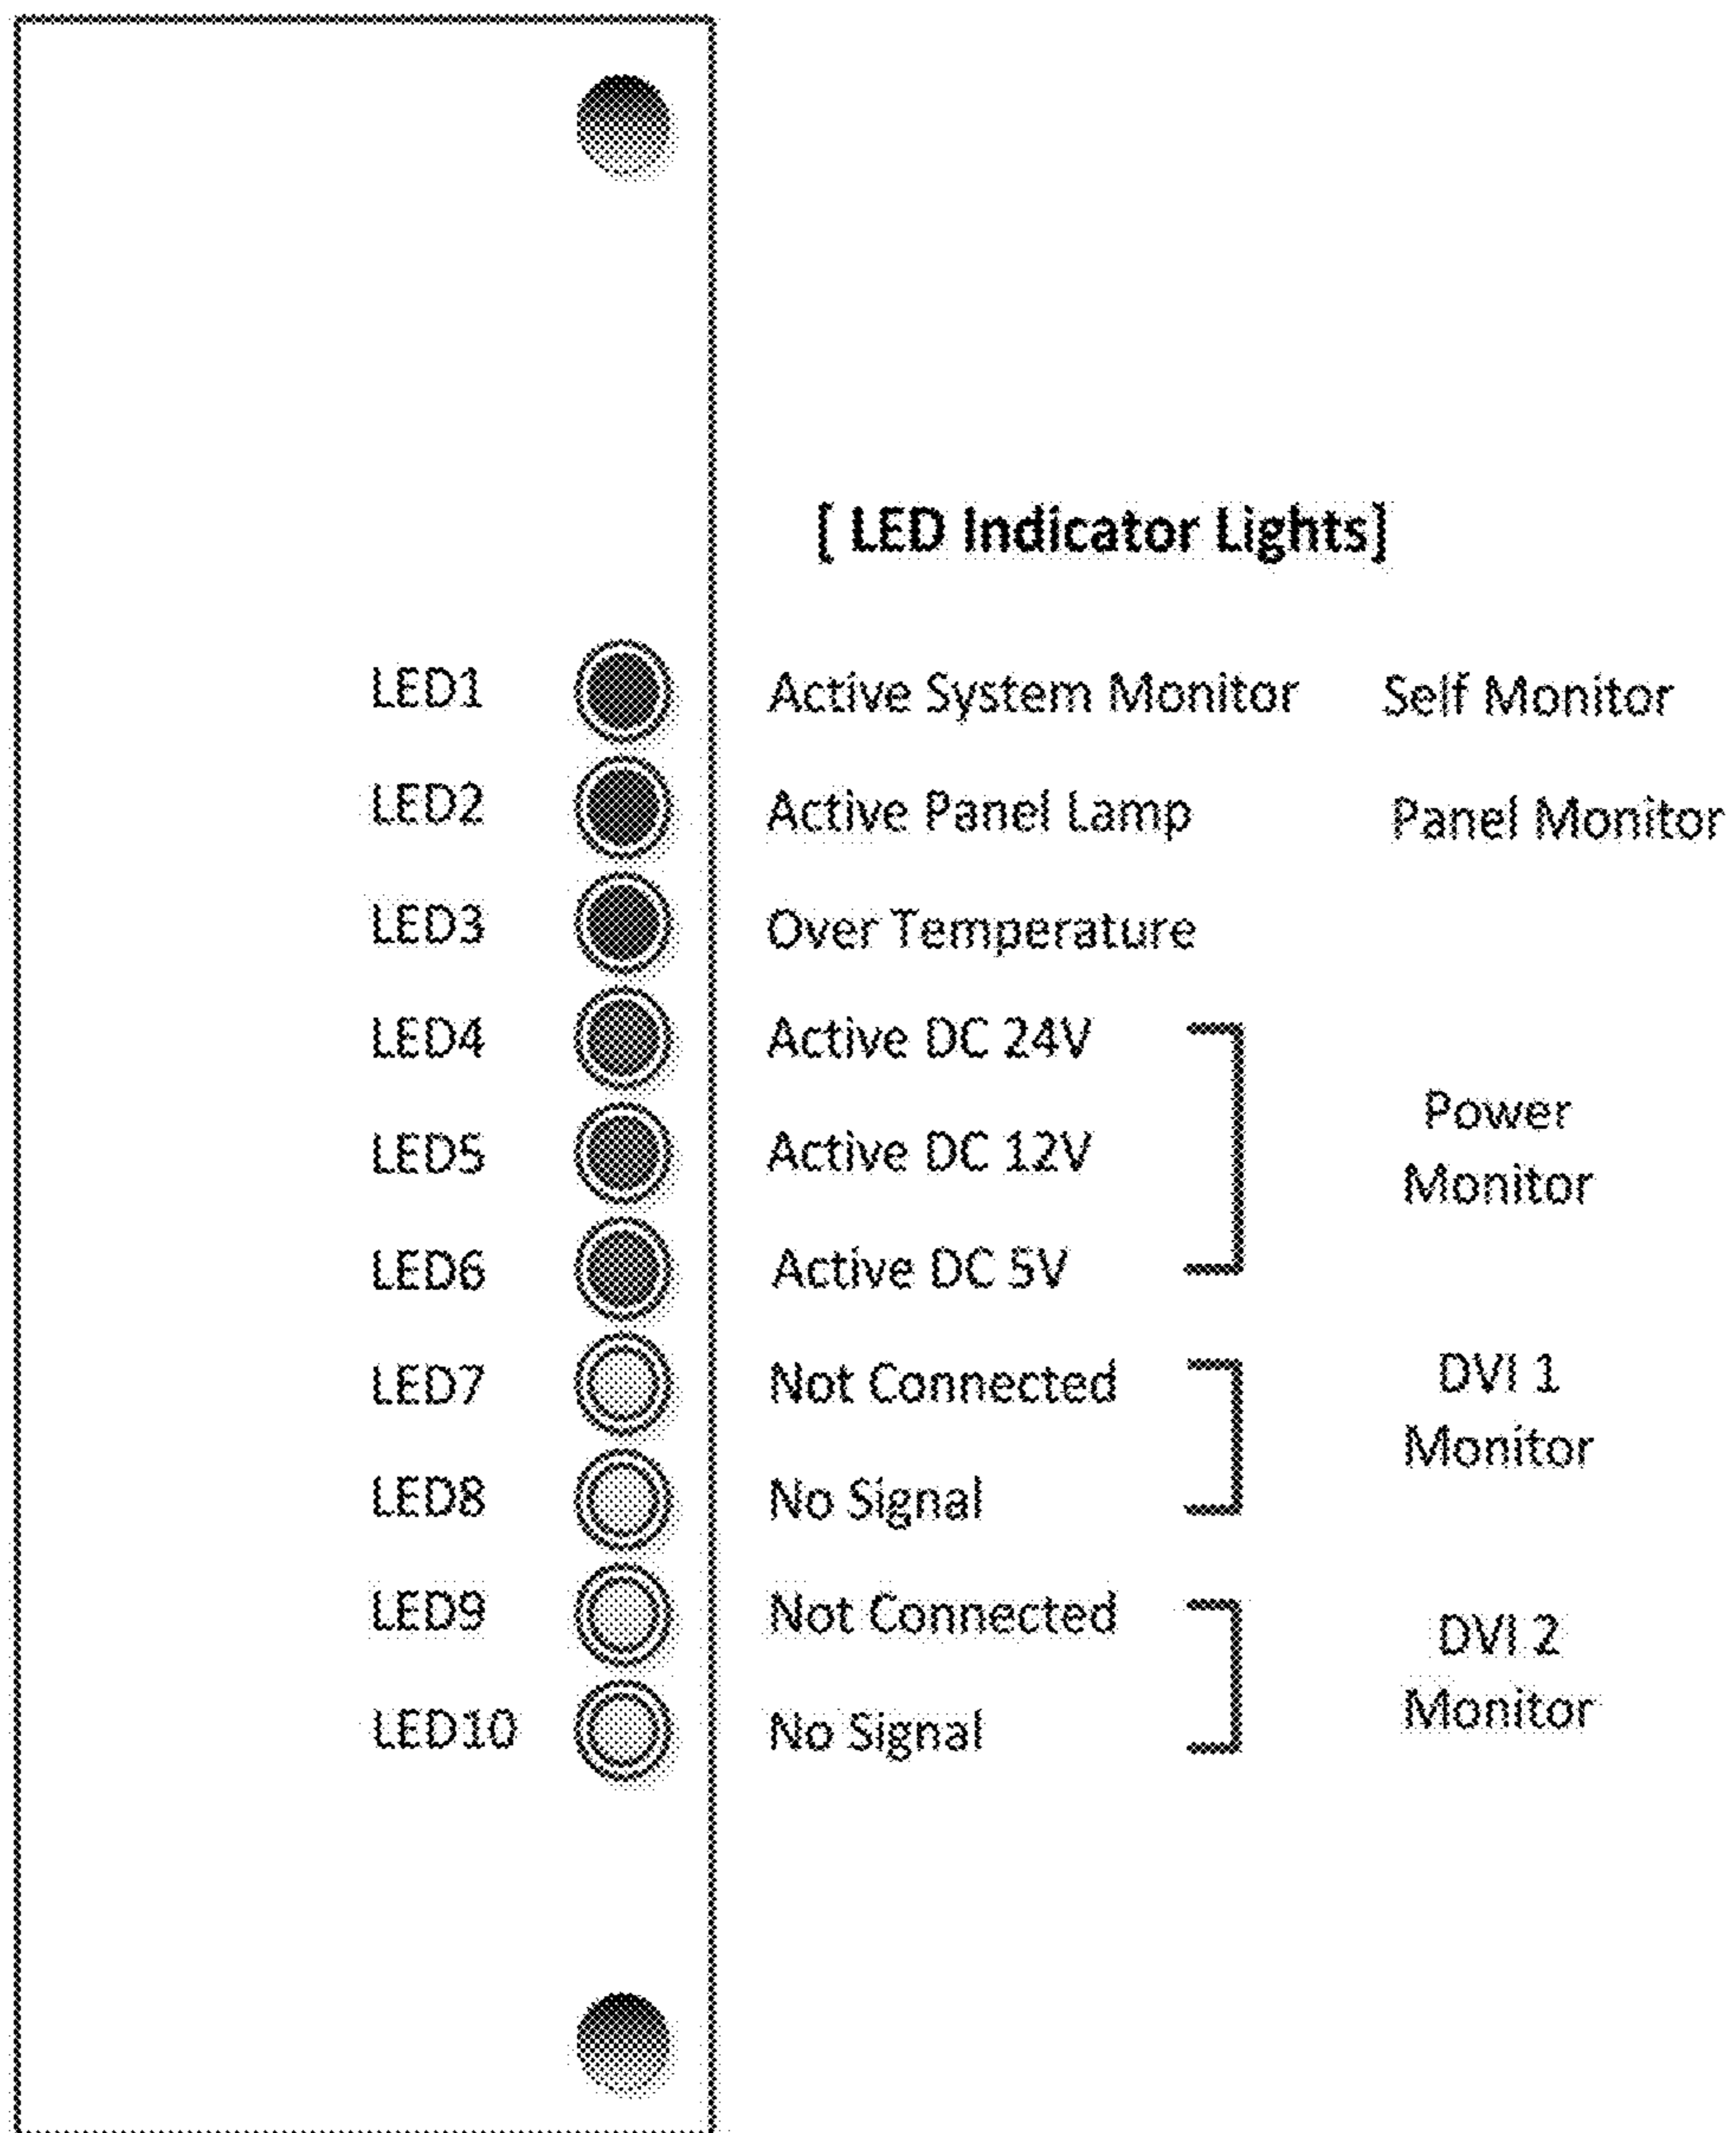 [ LED Indicator Lights]
LED1 Active System Monitor Self Monitor
LED2 Active Panel Lamp Panel Monitor
LED3 Over Temperature
LED4 Active DC 24V
Power
LED5 Active DC 12V
Monitor
LED6 Active DC 5V
LED7 Not Connected DVI 1
Monitor
LED8 No Signal
LED9 Not Connected DVI 2
Monitor
LED10 No Signal